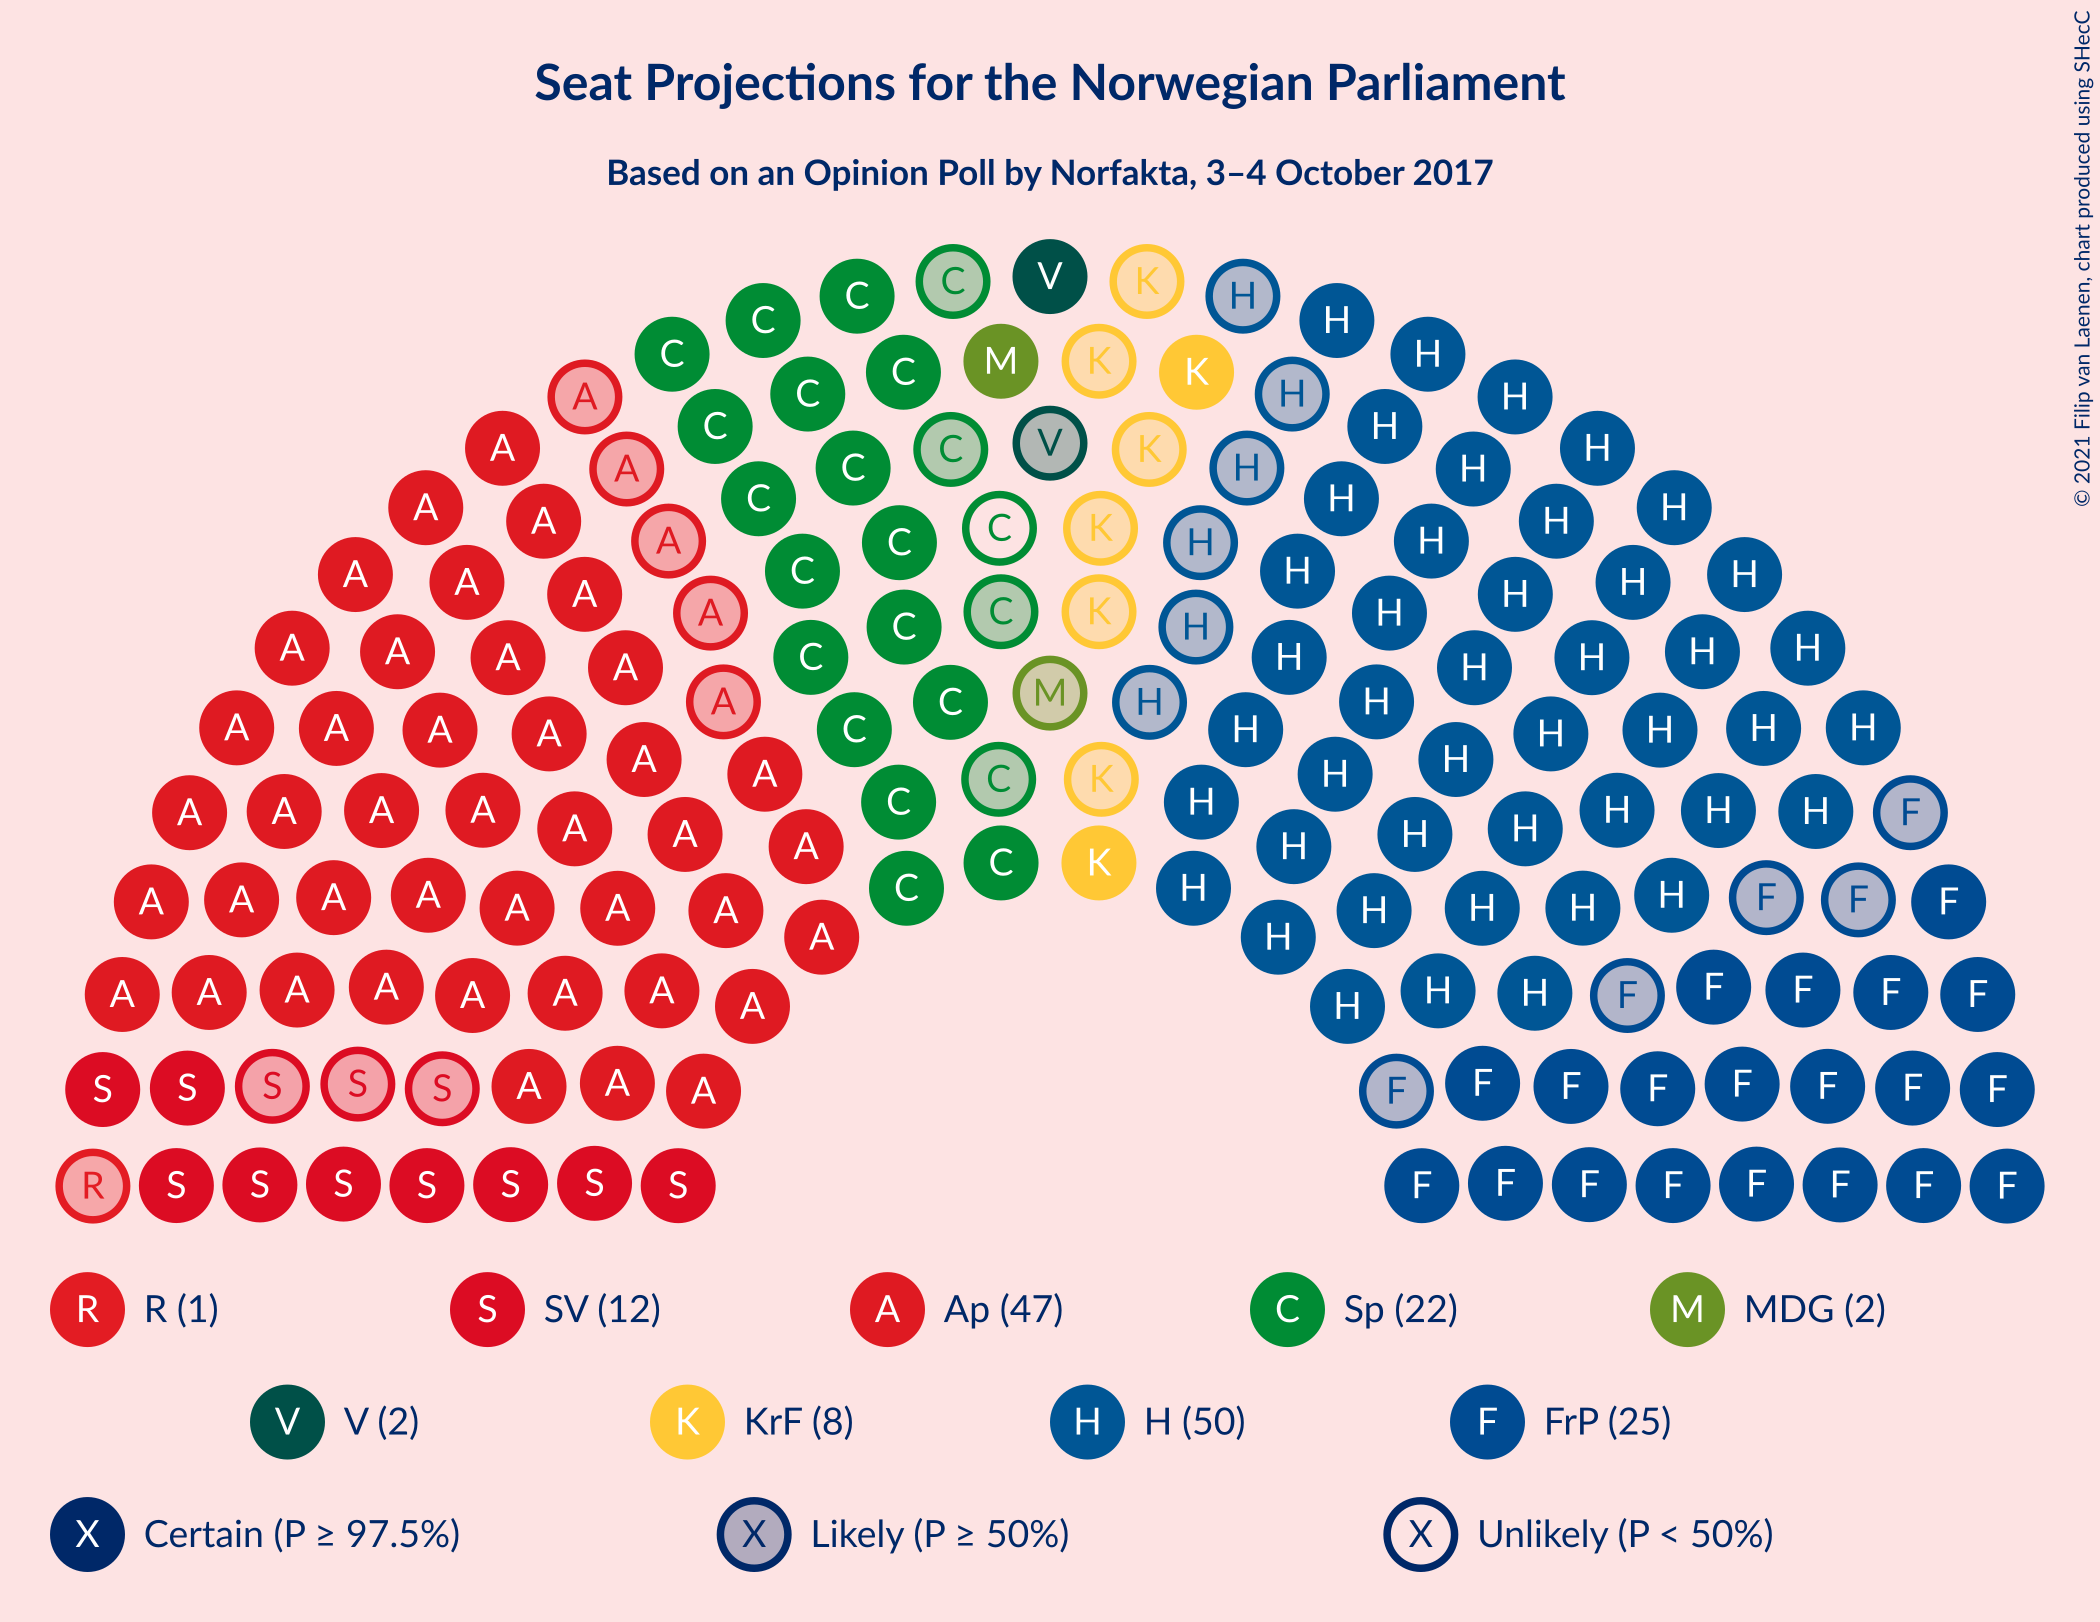 Seat Projections for the Norwegian Parliament
Based on an Opinion Poll by Norfakta, 3–4 October 2017
© 2021 Filip van Laenen, chart produced using SHecC
C V K
C H
C H
C M K K H
A C C H H
A A C C H H H
C V K
A A C H H H
A C C H H H
C K
A A C H H H
A A C H H H
C K
A A A C H H H
A A C C H H H H
A A A C H H H
A C M H H
A A A A C H H H H H
A A C H H H
A A A C K H H H
A A A A C H H H H H F
A A A H H H
A A A C K H H
A A A A A C H H H H F F F
A A A H H H
A H
A A A A A A A H H F F F F F
A A H F
S S S S S A A A F F F F F F F F
R S S S S S S S F F F F F F F F
R R (1) S SV (12) A Ap (47) C Sp (22) M MDG (2)
V V (2) K KrF (8) H H (50) F FrP (25)
X Certain (P ≥ 97.5%) X Likely (P ≥ 50%) X Unlikely (P < 50%)